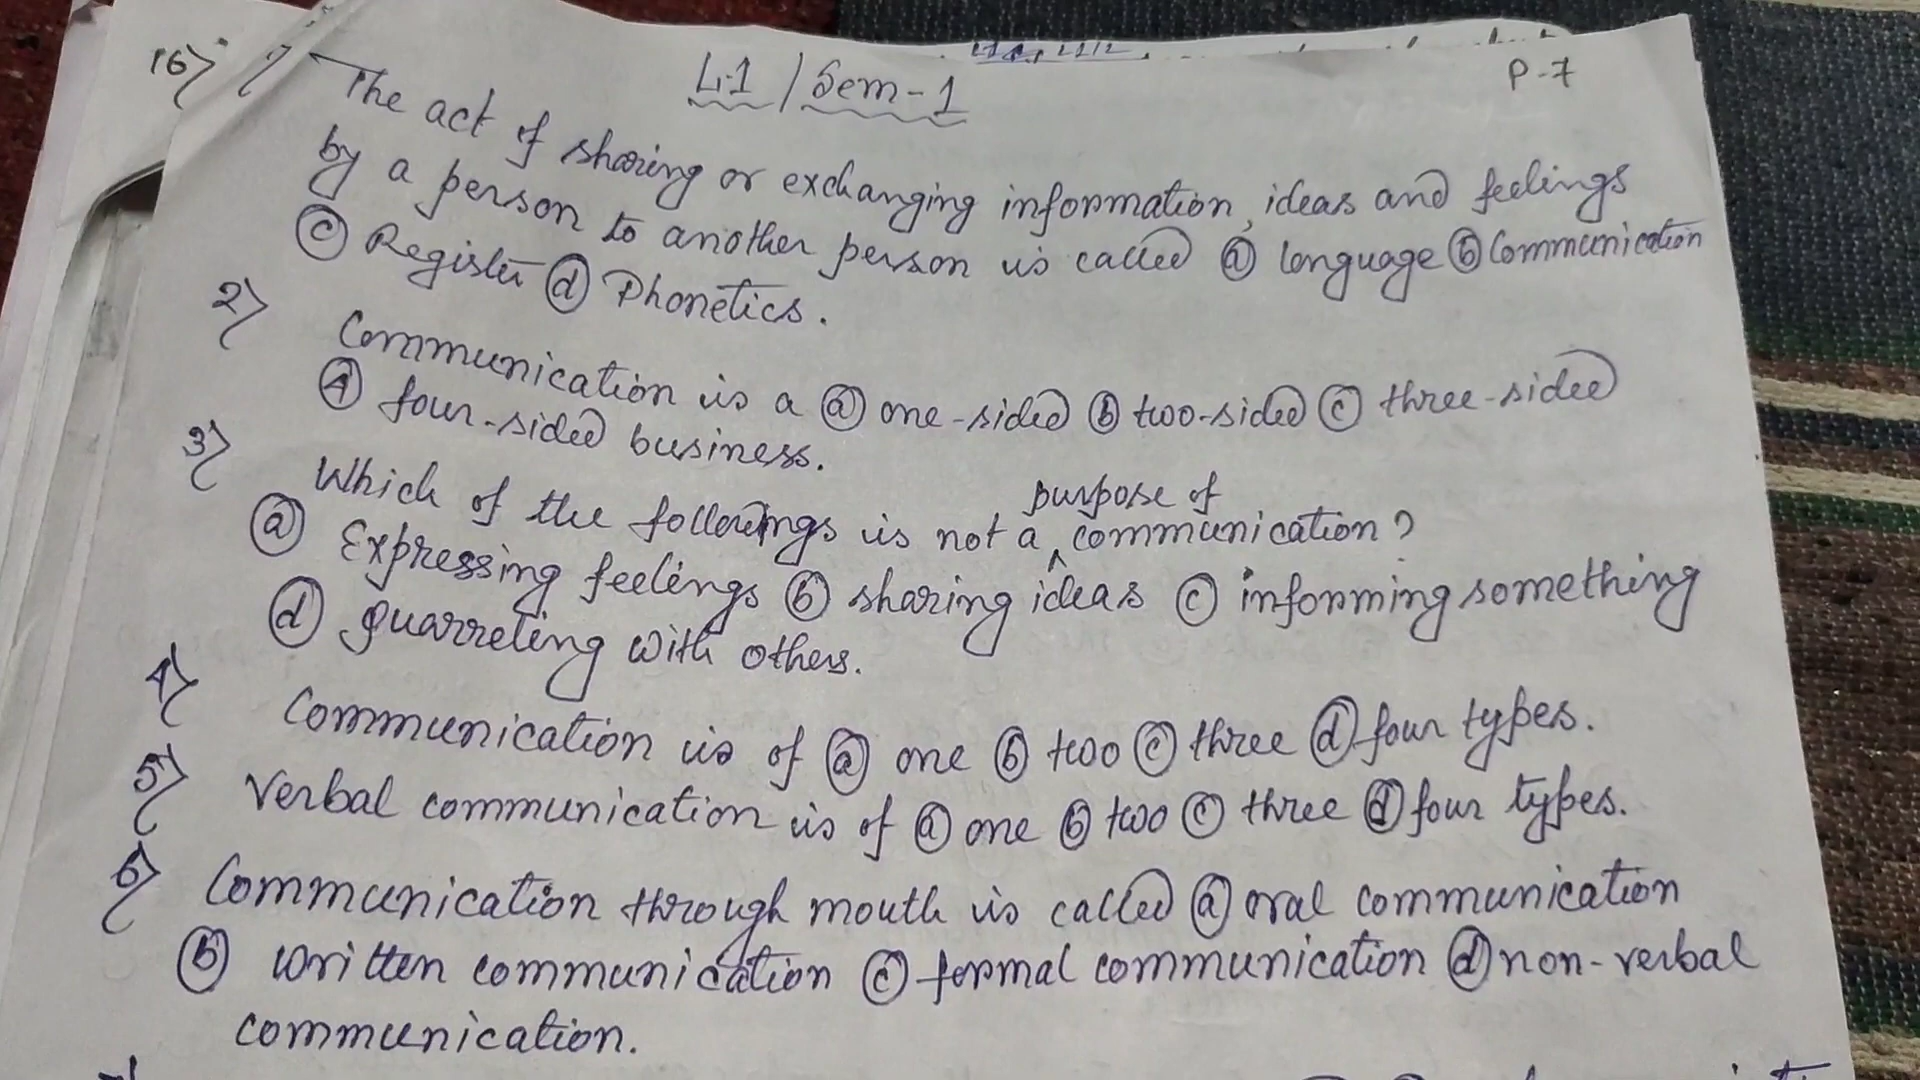 16)
L-1 / Sem-1
P-7
1) The act of sharing or exchanging information, ideas and feelings
by a person to another person is called (a) language (b) Communication
(c) Register (d) Phonetics.
2) Communication is a (a) one-sided (b) two-sided (c) three-sided
(d) four-sided business.
3) Which of the followings is not a purpose of communication?
(a) Expressing feelings (b) sharing ideas (c) informing something
(d) quarreling with others.
4) Communication is of (a) one (b) two (c) three (d) four types.
5) Verbal communication is of (a) one (b) two (c) three (d) four types.
6) Communication through mouth is called (a) oral communication
(b) written communication (c) formal communication (d) non-verbal
communication.